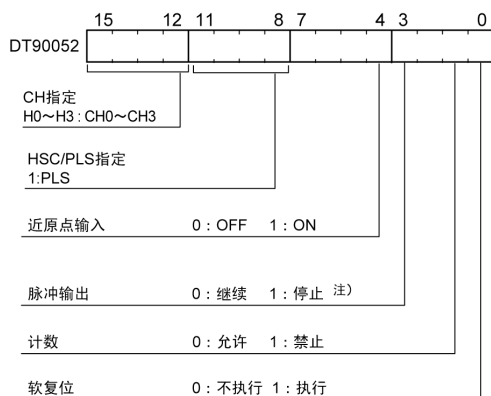 15 12 11 8 7 4 3 0
DT90052
CH指定
H0～H3 : CH0～CH3
HSC/PLS指定
1:PLS
近原点输入 0：OFF 1：ON
脉冲输出 0：继续 1：停止 注）
计数 0：允许 1：禁止
软复位 0：不执行 1：执行